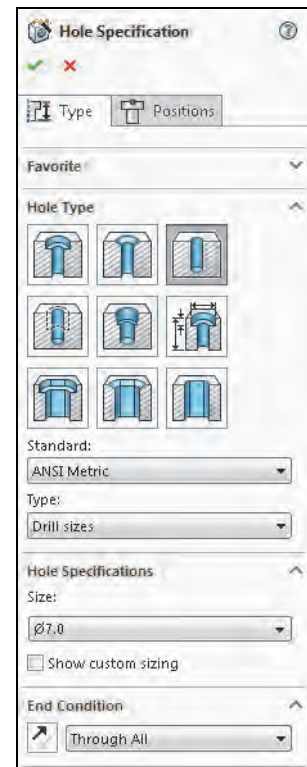 Hole Specification
Type Positions
Favorite
Hole Type
Standard:
ANSI Metric
Type:
Drill sizes
Hole Specifications
Size:
Ø7.0
Show custom sizing
End Condition
Through All